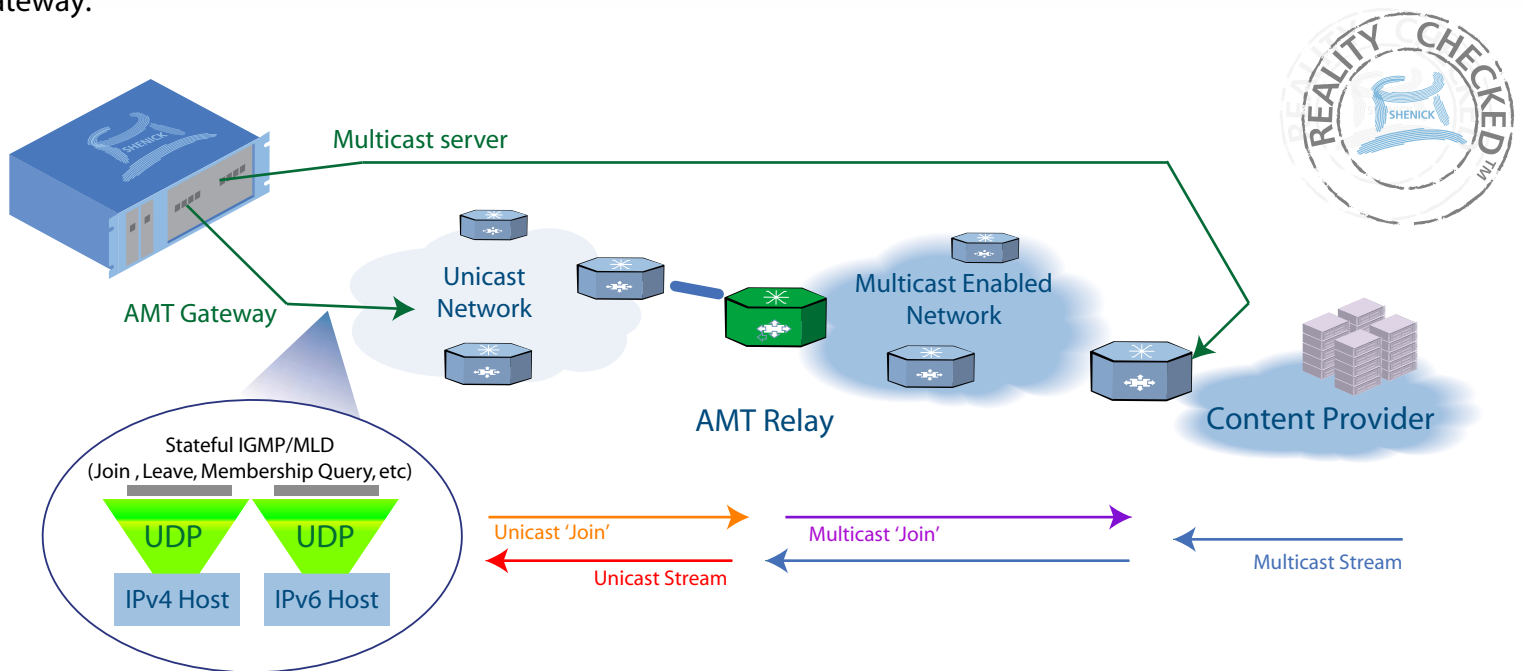 ateway.
REALITY CHECKED™
SHENICK
SHENICK
Multicast server
Unicast
Network
Multicast Enabled
Network
AMT Gateway
AMT Relay
Content Provider
Stateful IGMP/MLD
(Join , Leave, Membership Query, etc)
UDP
UDP
IPv4 Host
IPv6 Host
Unicast ‘Join’
Multicast ‘Join’
Unicast Stream
Multicast Stream